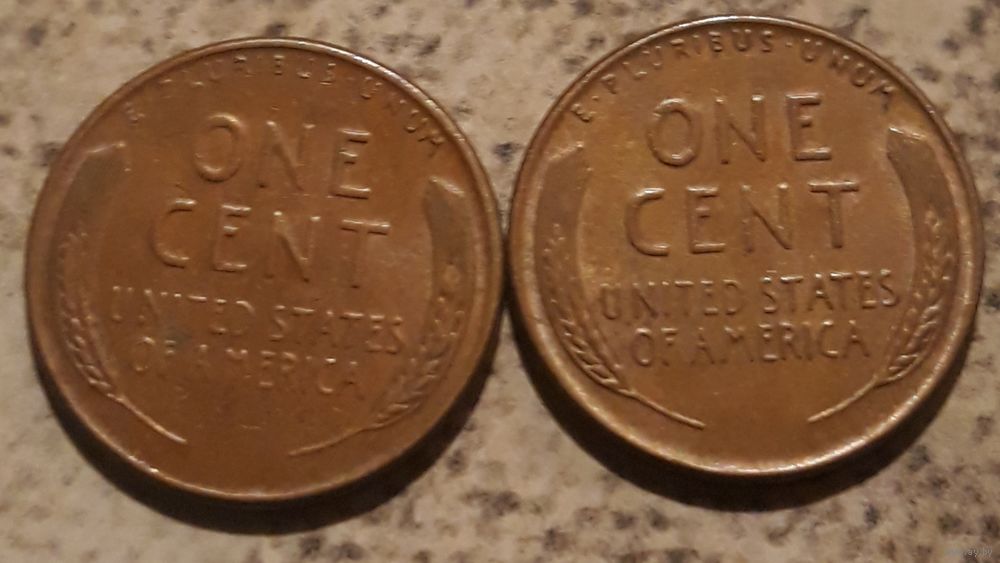 E·PLURIBUS·UNUM
ONE
CENT
UNITED STATES
OF AMERICA
E·PLURIBUS·UNUM
ONE
CENT
UNITED STATES
OF AMERICA